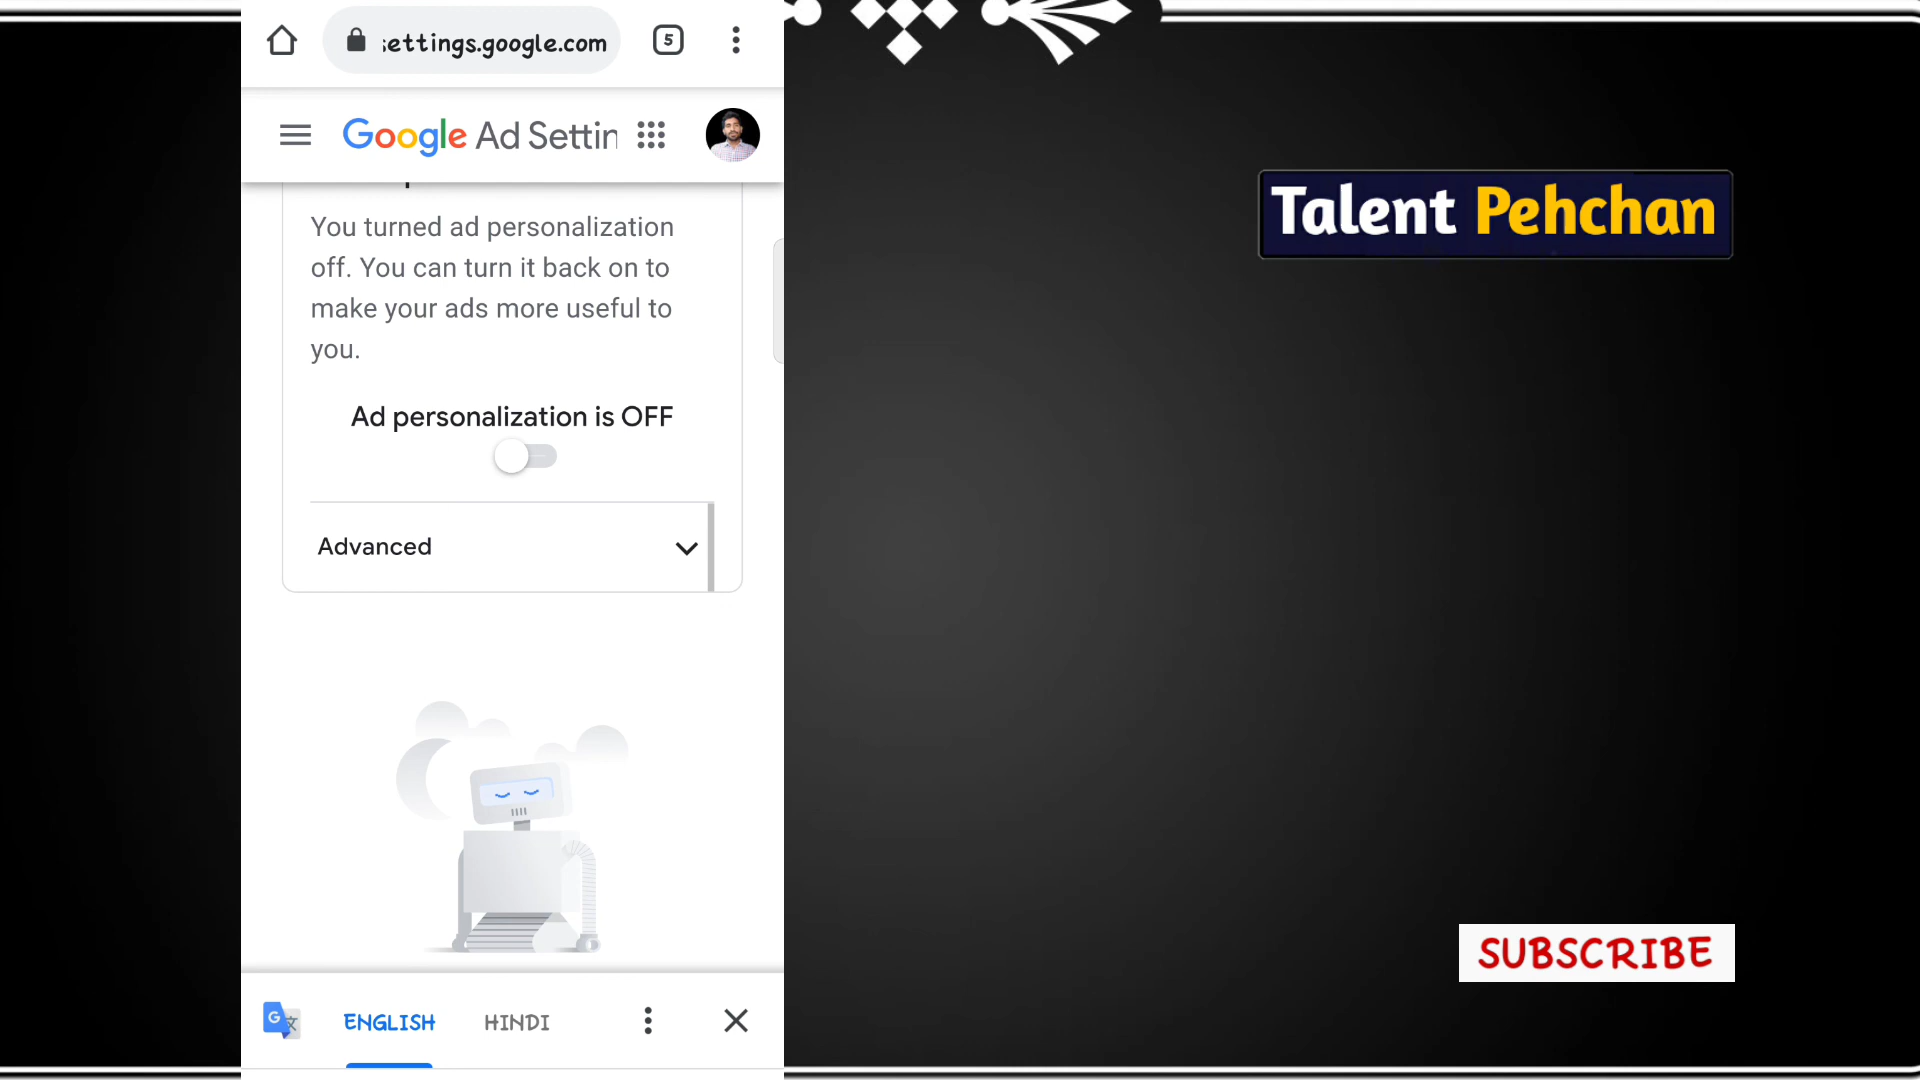 settings.google.com
5
Google Ad Settin
You turned ad personalization
off. You can turn it back on to
make your ads more useful to
you.
Ad personalization is OFF
Advanced
ENGLISH HINDI
Talent Pehchan
SUBSCRIBE